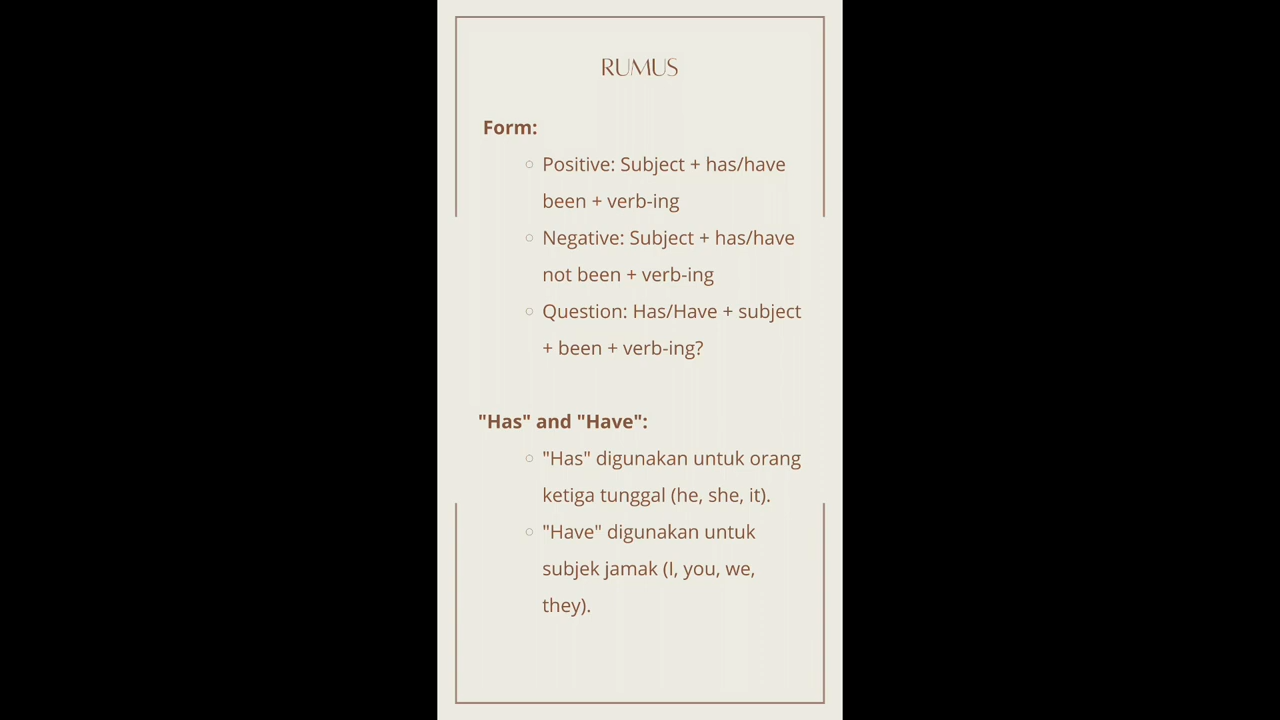 RUMUS
Form:
Positive: Subject + has/have
been + verb-ing
Negative: Subject + has/have
not been + verb-ing
Question: Has/Have + subject
+ been + verb-ing?
"Has" and "Have":
"Has" digunakan untuk orang
ketiga tunggal (he, she, it).
"Have" digunakan untuk
subjek jamak (I, you, we,
they).